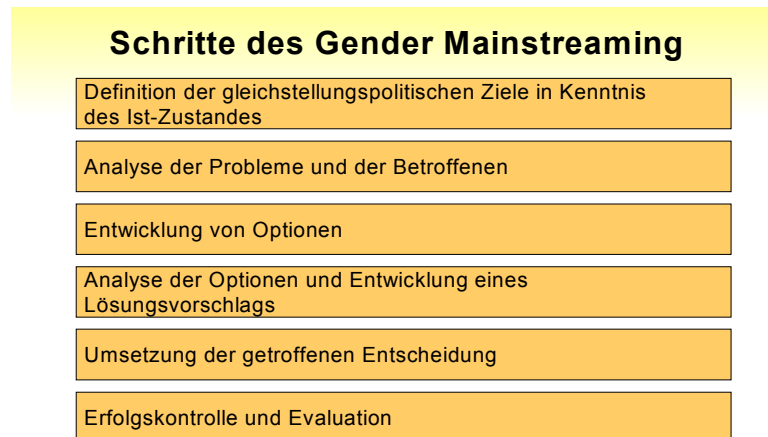 Schritte des Gender Mainstreaming
Definition der gleichstellungspolitischen Ziele in Kenntnis
des Ist-Zustandes
Analyse der Probleme und der Betroffenen
Entwicklung von Optionen
Analyse der Optionen und Entwicklung eines
Lösungsvorschlags
Umsetzung der getroffenen Entscheidung
Erfolgskontrolle und Evaluation